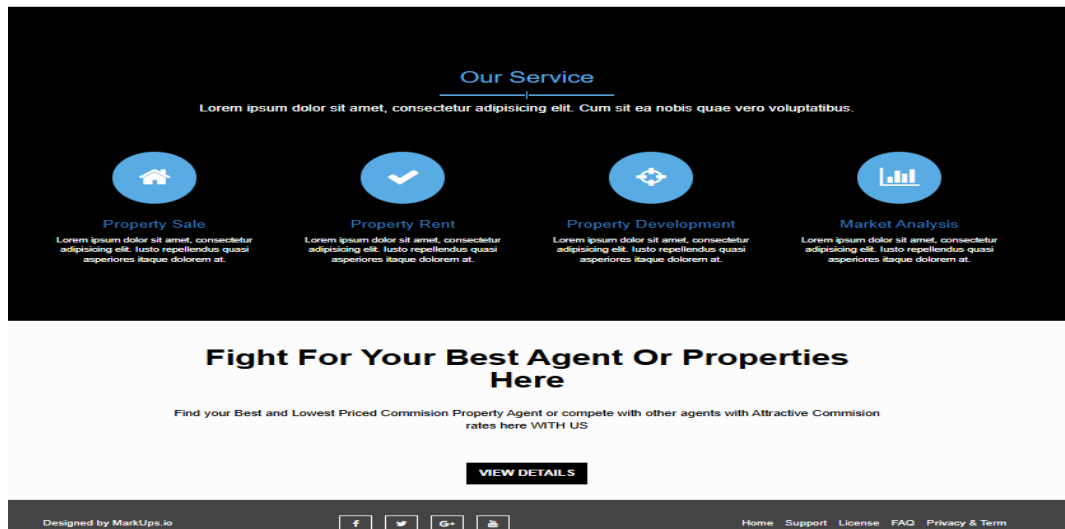 Our Service
Lorem ipsum dolor sit amet, consectetur adipisicing elit. Cum sit ea nobis quae vero voluptatibus.
Property Sale
Lorem ipsum dolor sit amet, consectetur
adipisicing elit. Iusto repellendus quasi
asperiores itaque dolorem at.
Property Rent
Lorem ipsum dolor sit amet, consectetur
adipisicing elit. Iusto repellendus quasi
asperiores itaque dolorem at.
Property Development
Lorem ipsum dolor sit amet, consectetur
adipisicing elit. Iusto repellendus quasi
asperiores itaque dolorem at.
Market Analysis
Lorem ipsum dolor sit amet, consectetur
adipisicing elit. Iusto repellendus quasi
asperiores itaque dolorem at.
Fight For Your Best Agent Or Properties
Here
Find your Best and Lowest Priced Commision Property Agent or compete with other agents with Attractive Commision
rates here WITH US
VIEW DETAILS
Designed by MarkUps.io
Home Support License FAQ Privacy & Term